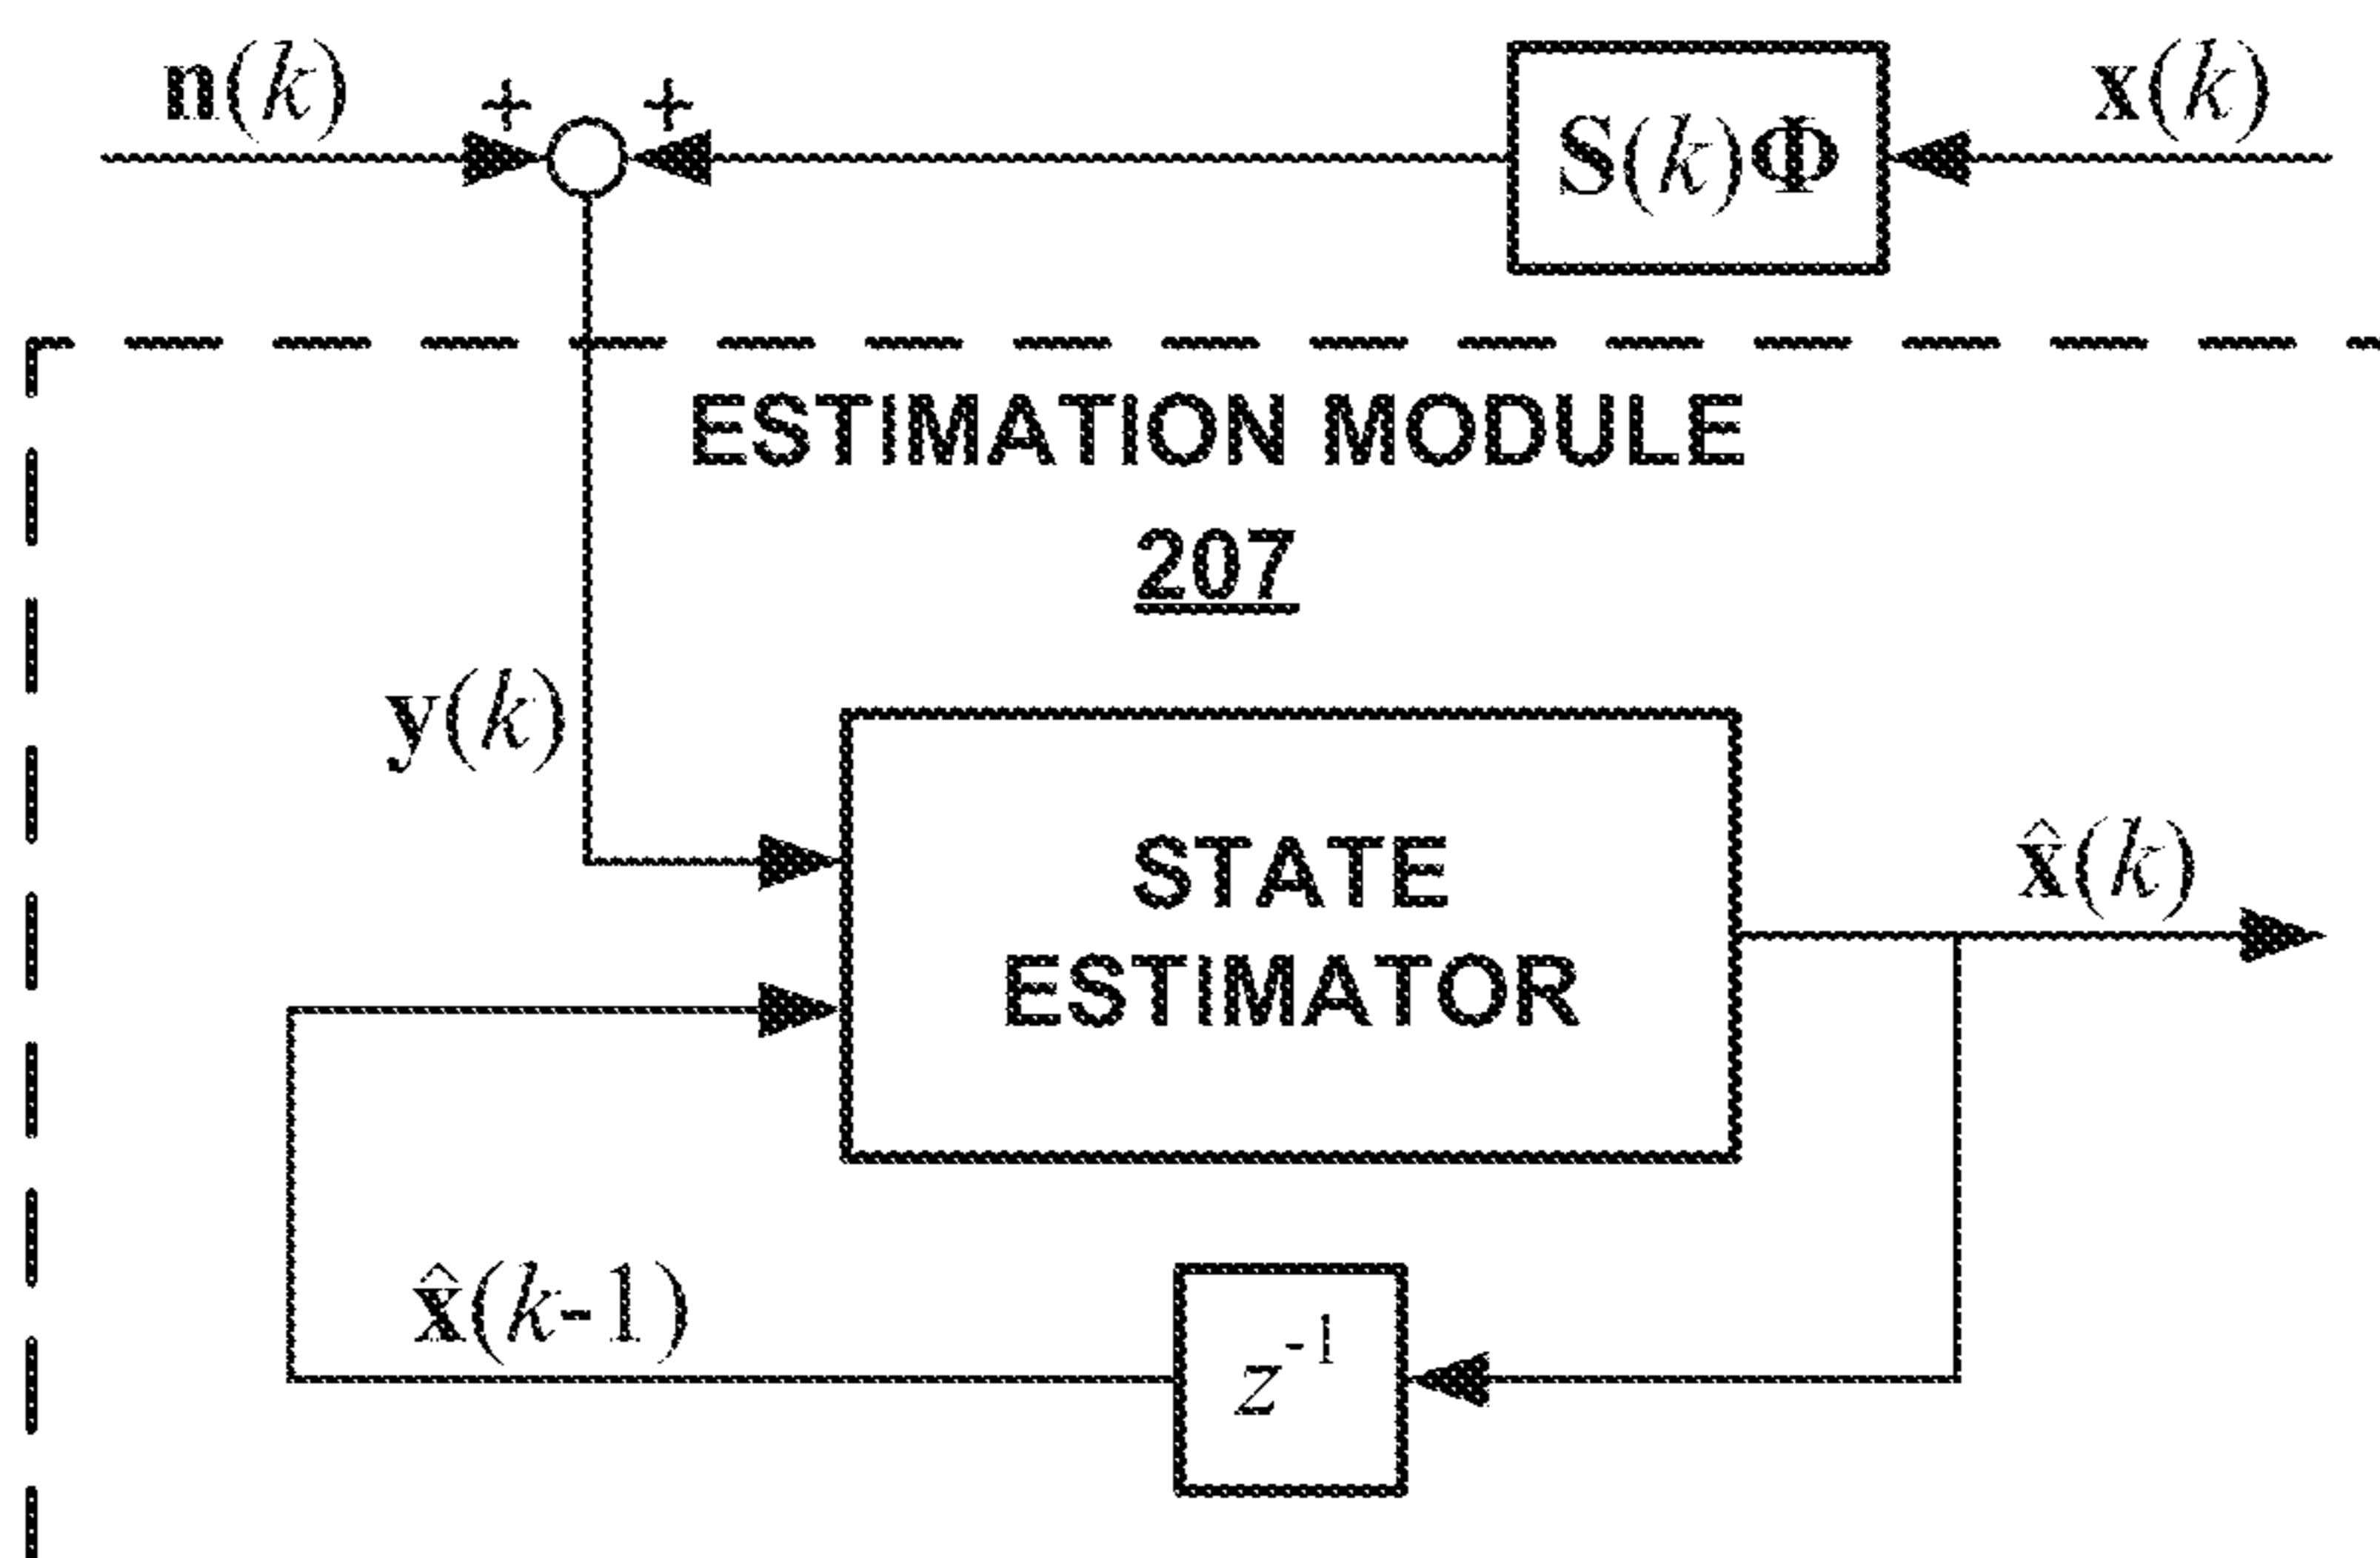 n(k)
+
+
S(k)Φ
x(k)
ESTIMATION MODULE
207
y(k)
STATE
ESTIMATOR
x̂(k)
x̂(k-1)
z⁻¹